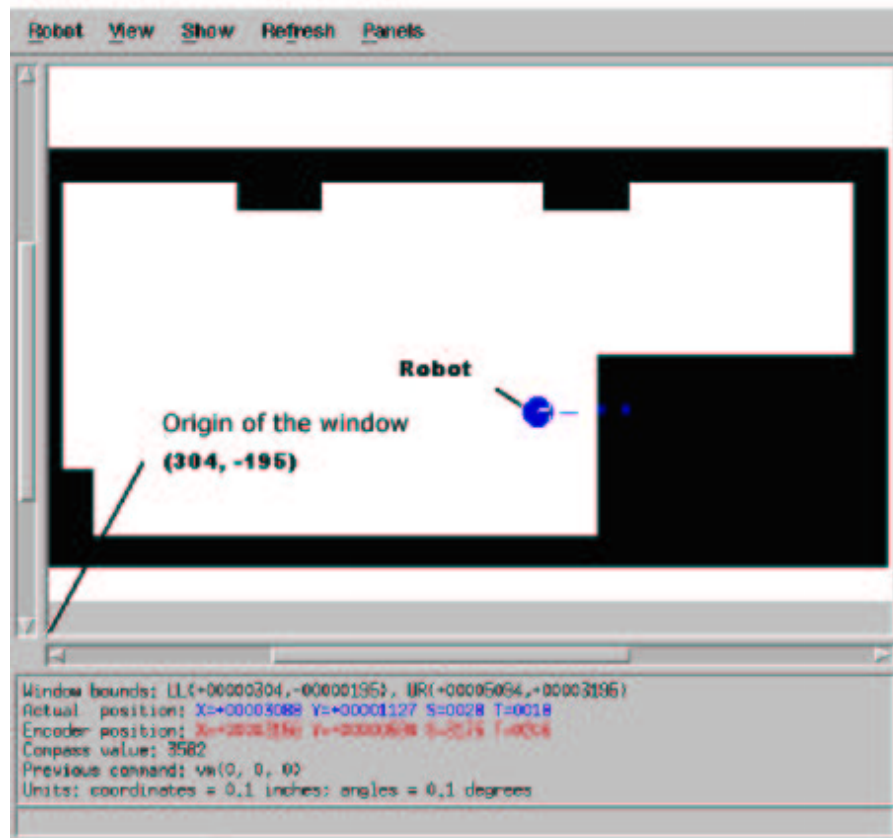 Robot View Show Refresh Panels
Robot
Origin of the window
(304, -195)
Window bounds: LL(+00000304,-00000195), UR(+00005094,-00003195)
Actual position: X=+00003088 Y=+00001127 S=0028 T=0018
Encoder position:
Compass value: 3582
Previous command: vm(0, 0, 0)
Units: coordinates = 0.1 inches; angles = 0.1 degrees